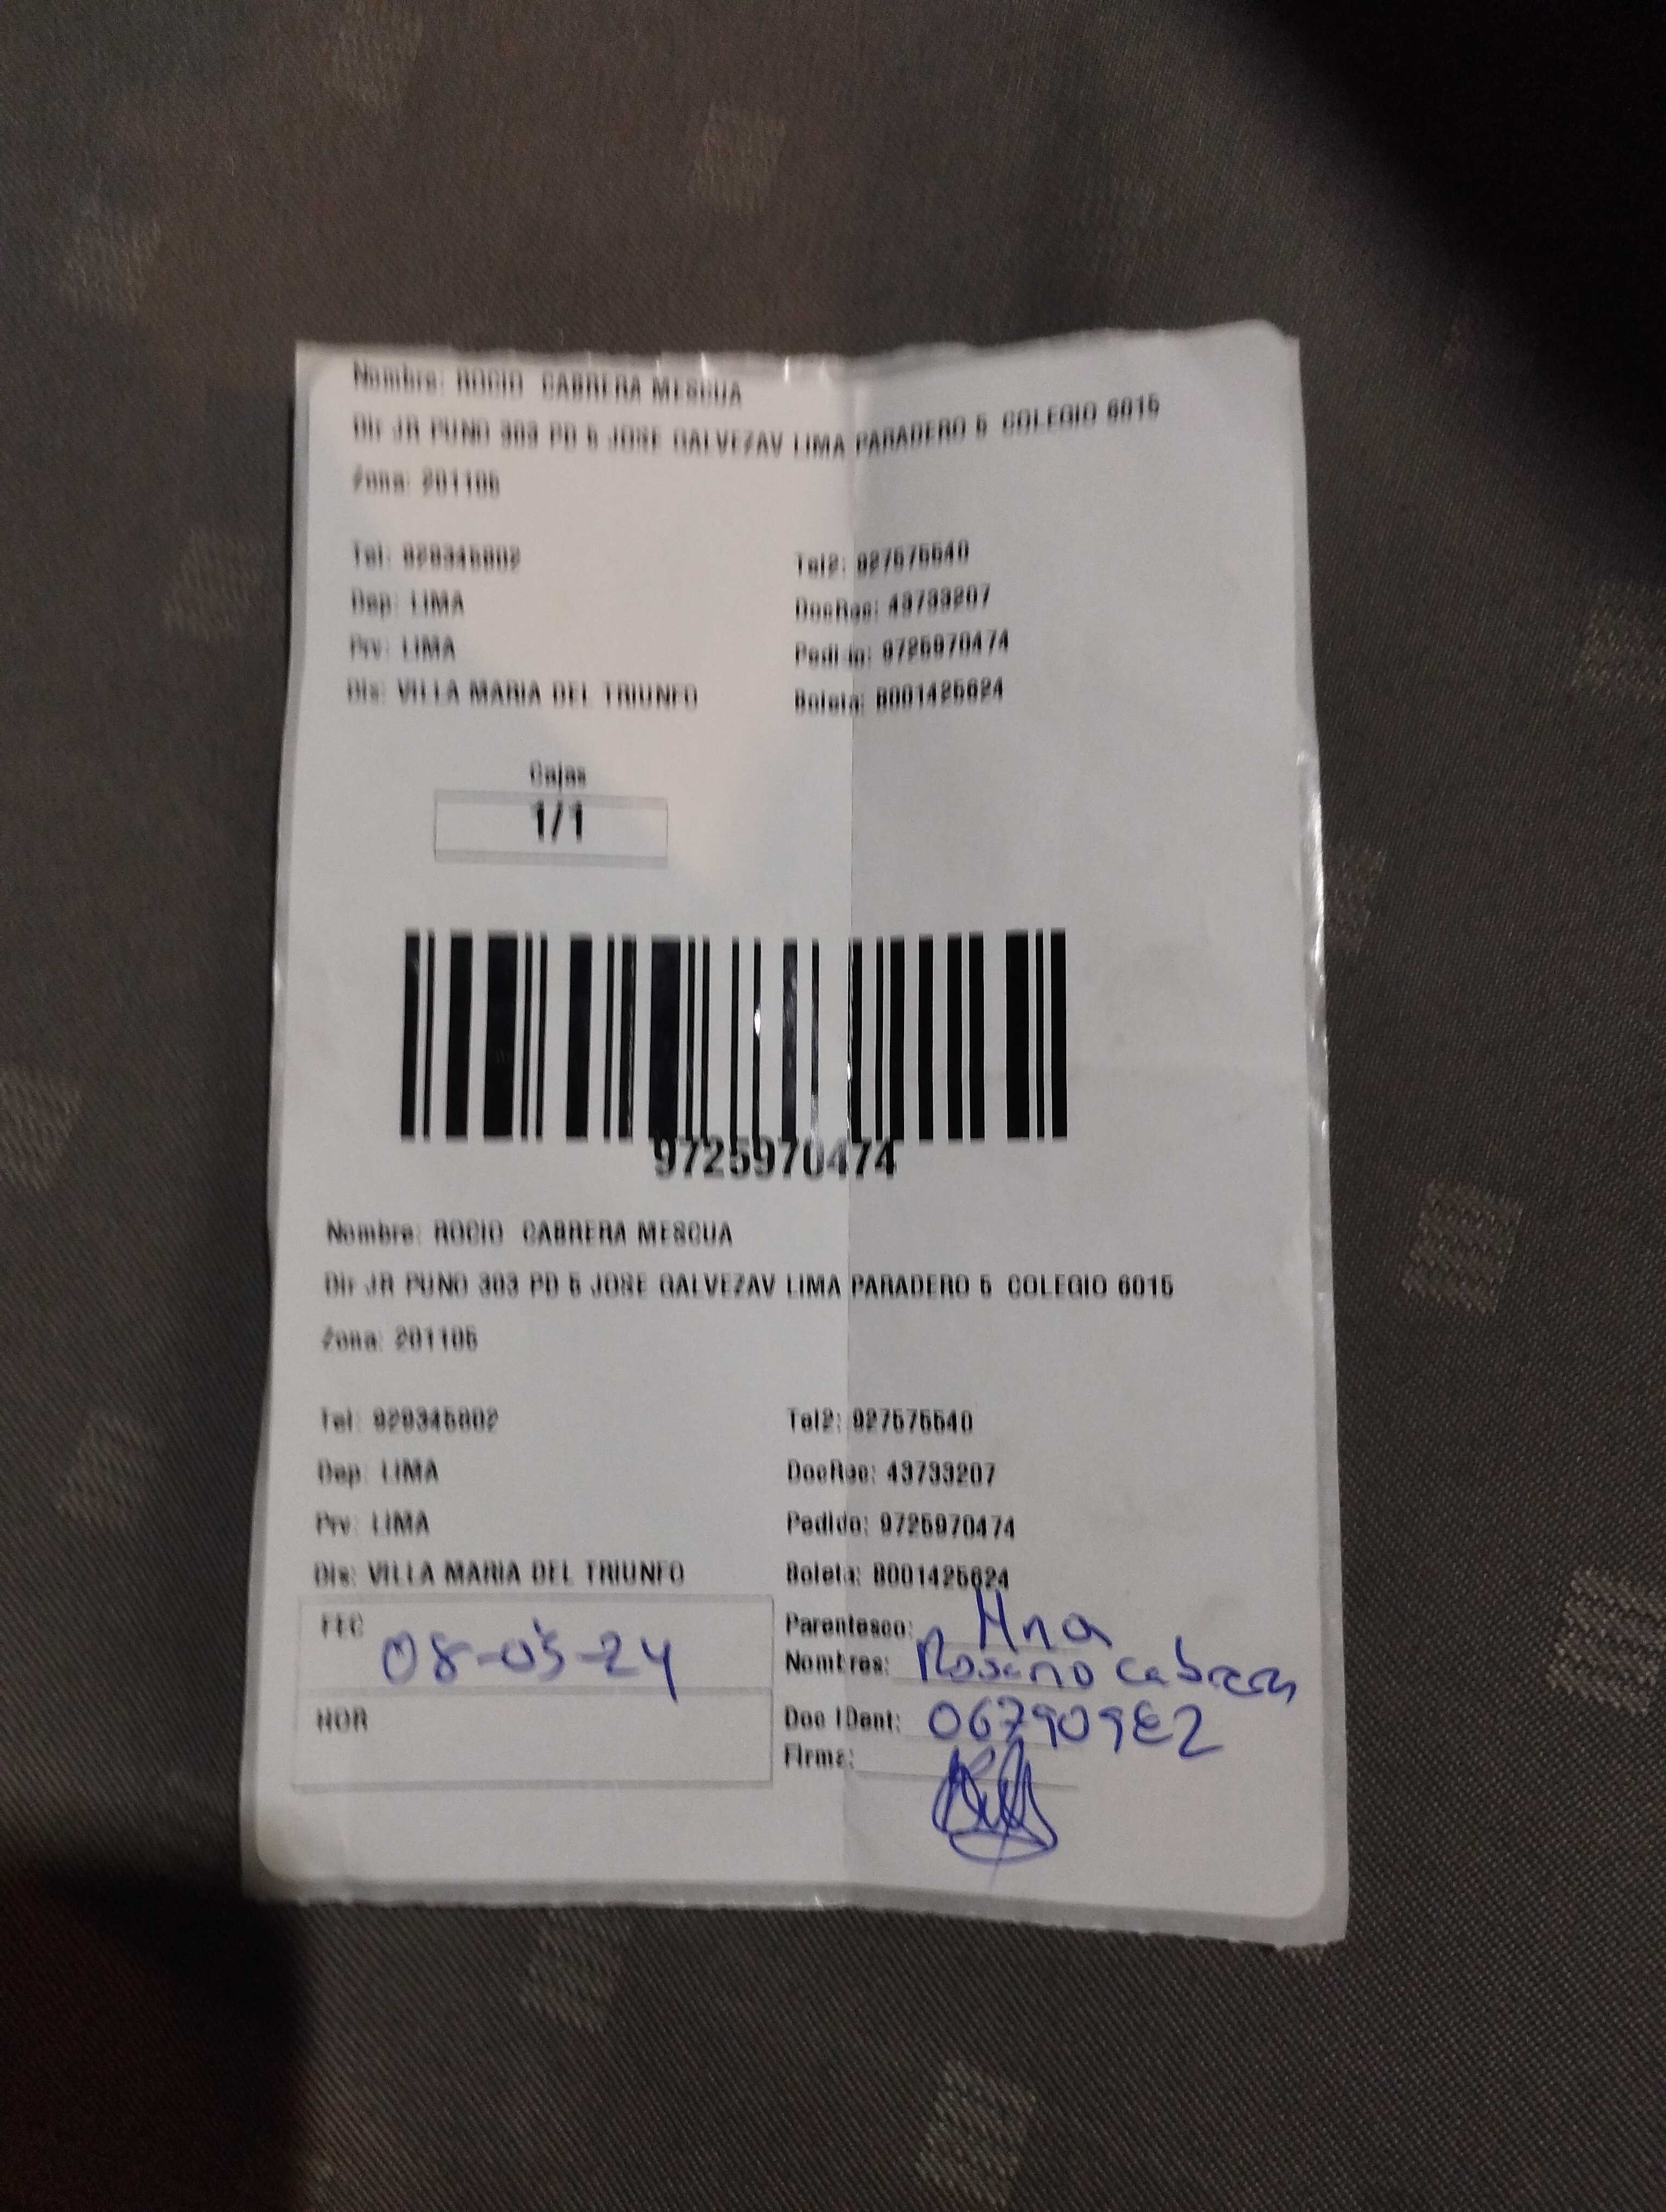 Nombre: ROCIO CABRERA MESCUA
Dir JR PUNO 303 PD 5 JOSE GALVEZAV LIMA PARADERO 5 COLEGIO 6015
Zona: 201106
Tel: 929345802 Tel2: 927575540
Dep: LIMA DocRec: 43733207
Prv: LIMA Pedido: 9725970474
Dis: VILLA MARIA DEL TRIUNFO Boleta: B001425624
Cajas
1/1
9725970474
Nombre: ROCIO CABRERA MESCUA
Dir JR PUNO 303 PD 5 JOSE GALVEZAV LIMA PARADERO 5 COLEGIO 6015
Zona: 201106
Tel: 929345802 Tel2: 927575540
Dep: LIMA DocRec: 43733207
Prv: LIMA Pedido: 9725970474
Dis: VILLA MARIA DEL TRIUNFO Boleta: B001425624
FEC 08-05-24 Parentesco: Ana
Nombres: Rosario Cabrera
HOR Doc IDent:
Firma: